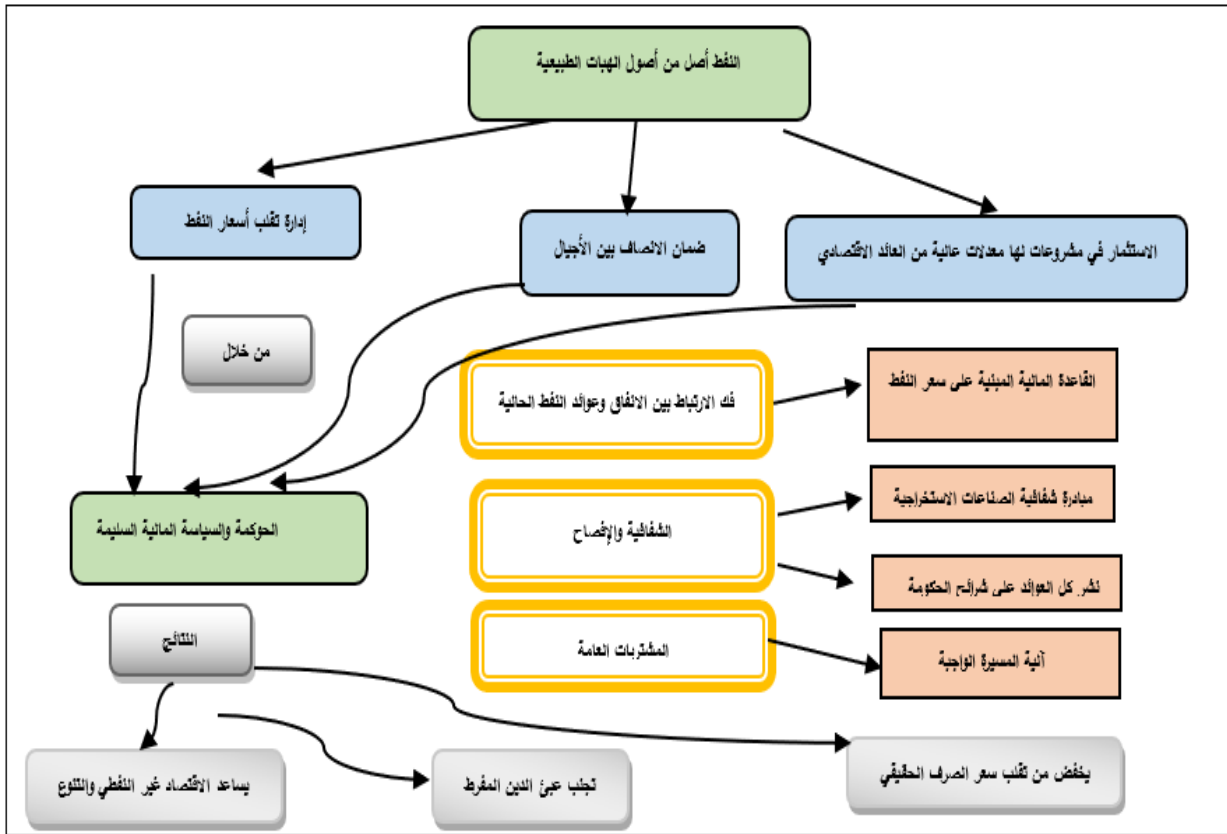 النفط أصل من أصول الهبات الطبيعية
الاستثمار في مشروعات لها معدلات عالية من العائد الاقتصادي
ضمان الانصاف بين الأجيال
إدارة تقلب أسعار النفط
من خلال
القاعدة المالية المبنية على سعر النفط
فك الارتباط بين الانفاق وعوائد النفط الحالية
مبادرة شفافية الصناعات الاستخراجية
الشفافية والإفصاح
الحوكمة والسياسة المالية السليمة
نشر كل العوائد على شرائح الحكومة
المشتريات العامة
آلية المسيرة الواجبة
النتائج
يخفض من تقلب سعر الصرف الحقيقي
تجلب عبئ الدين المفرط
يساعد الاقتصاد غير النفطي والتنوع